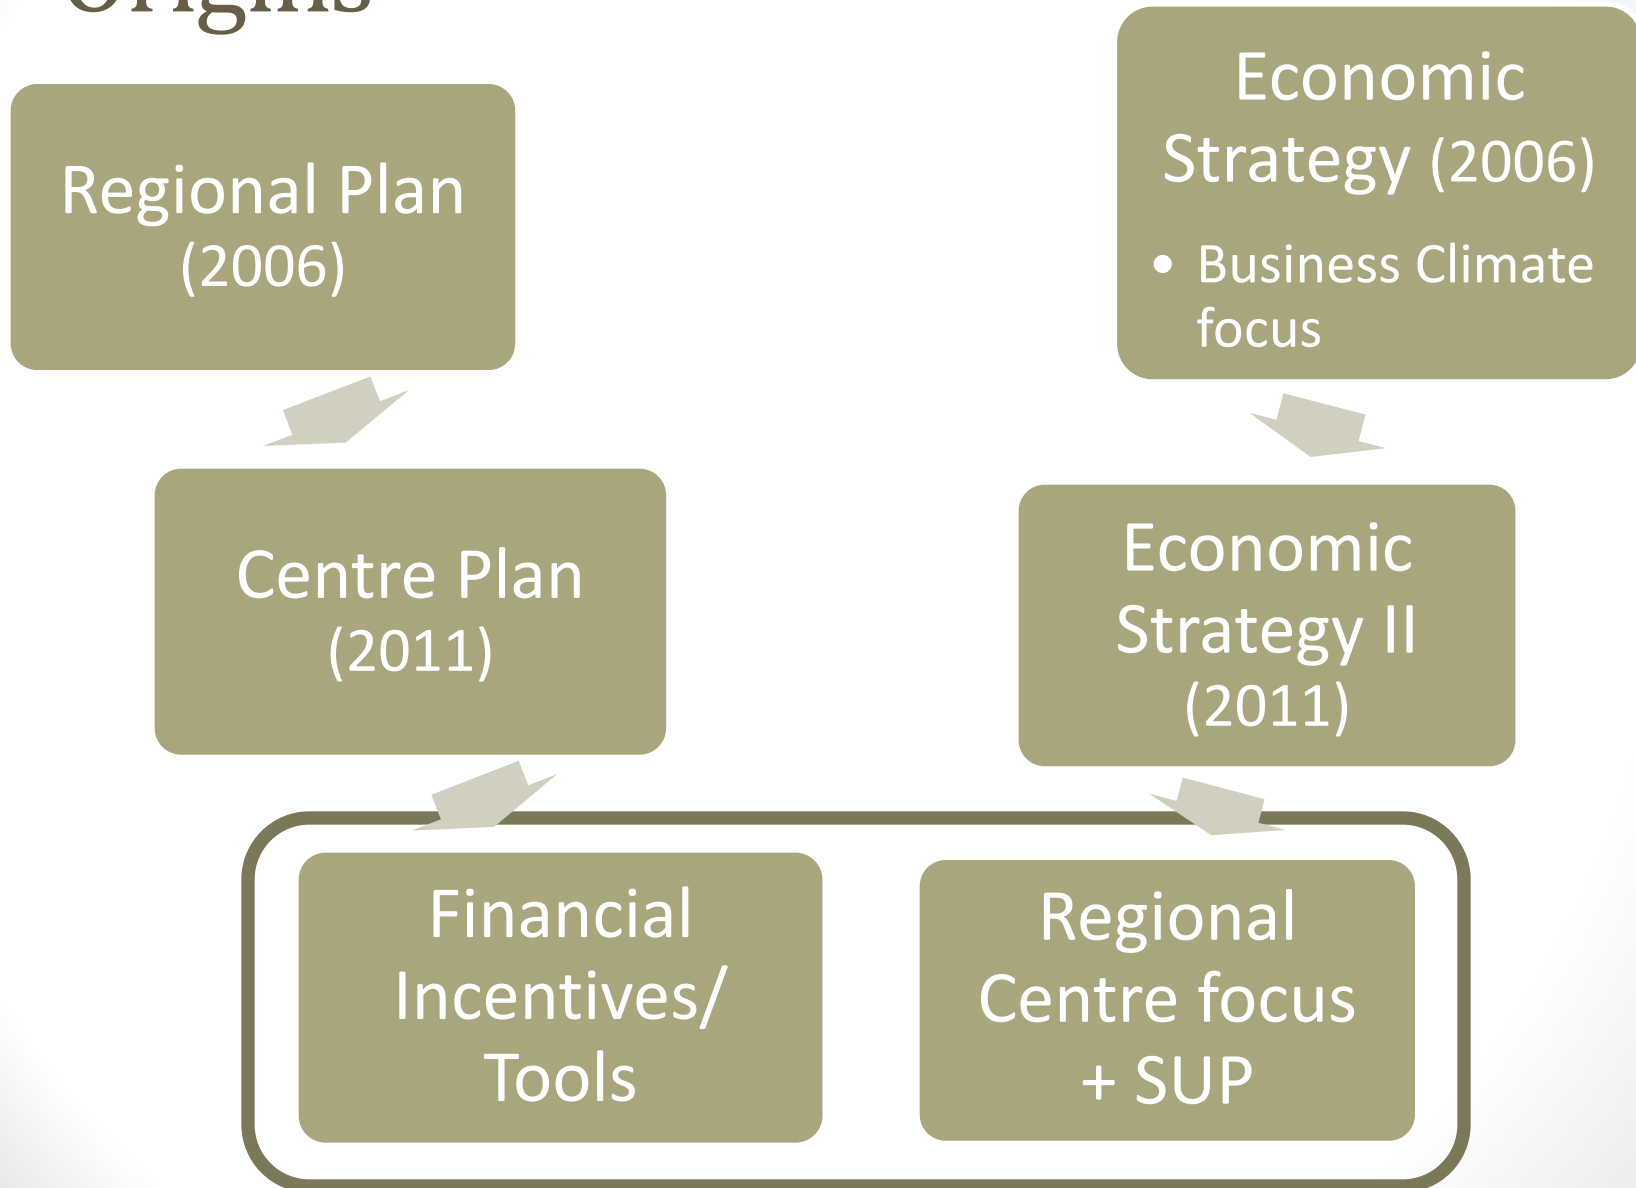 Origins
Regional Plan
(2006)
Economic
Strategy (2006)
• Business Climate
focus
Centre Plan
(2011)
Economic
Strategy II
(2011)
Financial
Incentives/
Tools
Regional
Centre focus
+ SUP